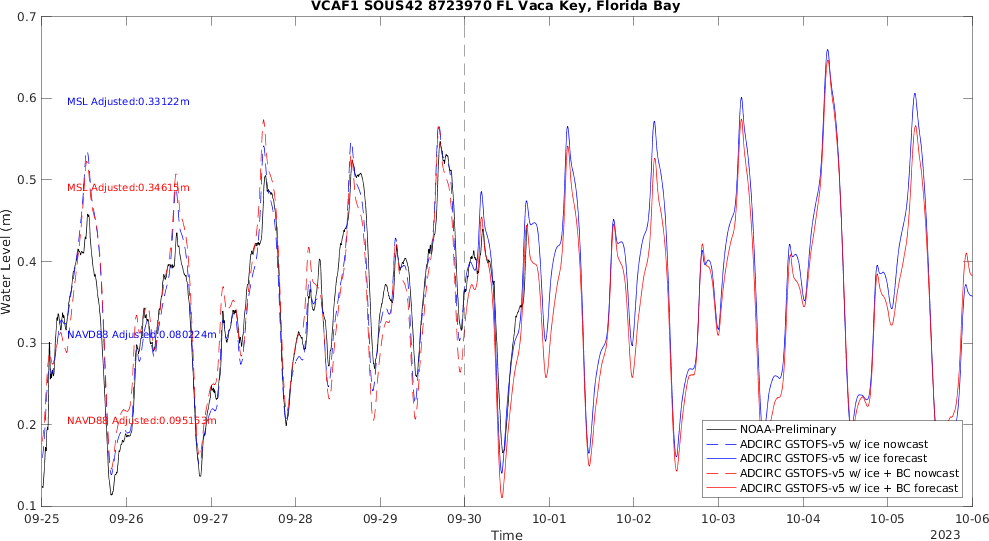 VCAF1 SOUS42 8723970 FL Vaca Key, Florida Bay
Water Level (m)
0.7
0.6
0.5
0.4
0.3
0.2
0.1
MSL Adjusted:0.33122m
MSL Adjusted:0.34615m
NAVD88 Adjusted:0.080224m
NAVD88 Adjusted:0.095153m
NOAA-Preliminary
ADCIRC GSTOFS-v5 w/ ice nowcast
ADCIRC GSTOFS-v5 w/ ice forecast
ADCIRC GSTOFS-v5 w/ ice + BC nowcast
ADCIRC GSTOFS-v5 w/ ice + BC forecast
09-25 09-26 09-27 09-28 09-29 09-30 10-01 10-02 10-03 10-04 10-05 10-06
Time
2023